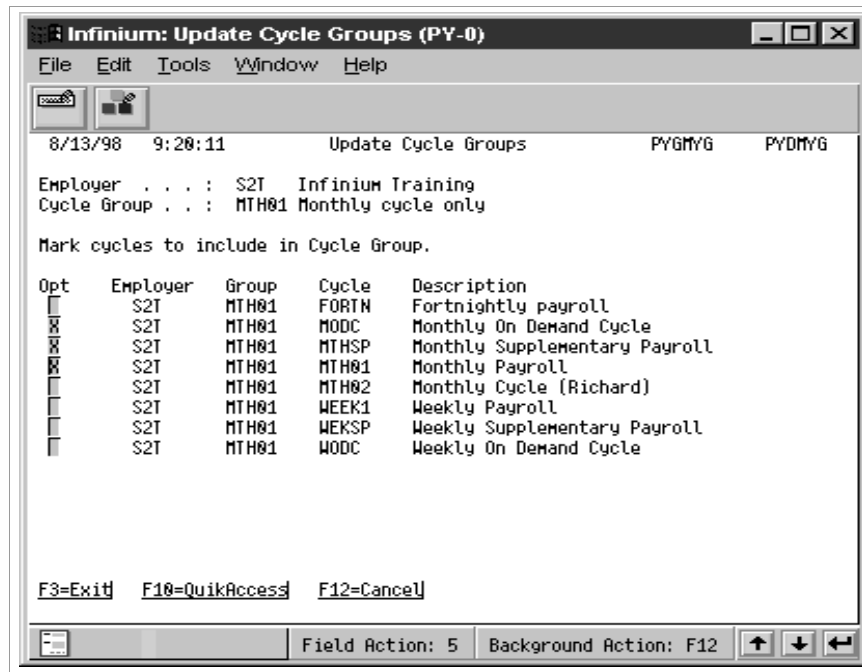 Infinium: Update Cycle Groups (PY-0)
File Edit Tools Window Help
8/13/98 9:20:11 Update Cycle Groups PYGMYG PYDMYG
Employer . . . : S2T Infinium Training
Cycle Group . . : MTH01 Monthly cycle only
Mark cycles to include in Cycle Group.
Opt Employer Group Cycle Description
S2T MTH01 FORTN Fortnightly payroll
X S2T MTH01 MODC Monthly On Demand Cycle
X S2T MTH01 MTHSP Monthly Supplementary Payroll
X S2T MTH01 MTH01 Monthly Payroll
S2T MTH01 MTH02 Monthly Cycle (Richard)
S2T MTH01 WEEK1 Weekly Payroll
S2T MTH01 WEKSP Weekly Supplementary Payroll
S2T MTH01 WODC Weekly On Demand Cycle
F3=Exit F10=QuikAccess F12=Cancel
Field Action: 5 Background Action: F12